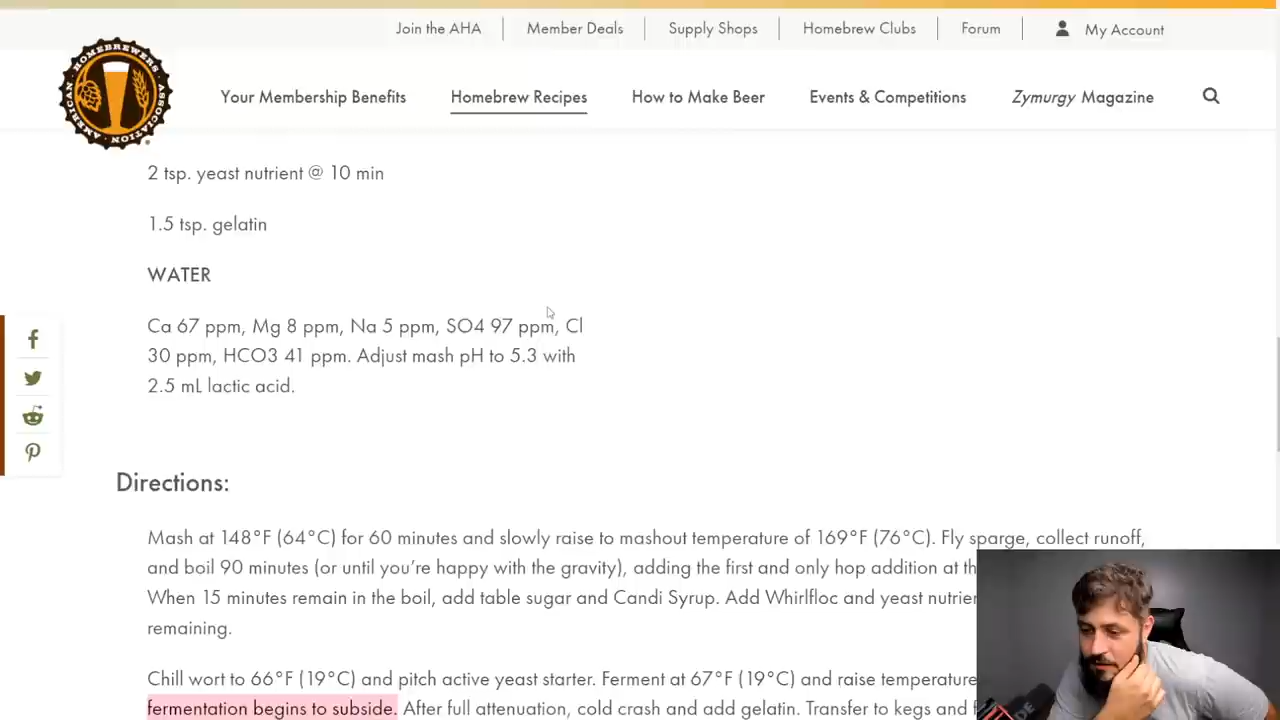 Join the AHA
Member Deals
Supply Shops
Homebrew Clubs
Forum
My Account
AMERICAN HOMEBREWERS ASSOCIATION
Your Membership Benefits
Homebrew Recipes
How to Make Beer
Events & Competitions
Zymurgy Magazine
2 tsp. yeast nutrient @ 10 min
1.5 tsp. gelatin
WATER
Ca 67 ppm, Mg 8 ppm, Na 5 ppm, SO4 97 ppm, Cl
30 ppm, HCO3 41 ppm. Adjust mash pH to 5.3 with
2.5 mL lactic acid.
Directions:
Mash at 148°F (64°C) for 60 minutes and slowly raise to mashout temperature of 169°F (76°C). Fly sparge, collect runoff,
and boil 90 minutes (or until you're happy with the gravity), adding the first and only hop addition at th
When 15 minutes remain in the boil, add table sugar and Candi Syrup. Add Whirlfloc and yeast nutrie
remaining.
Chill wort to 66°F (19°C) and pitch active yeast starter. Ferment at 67°F (19°C) and raise temperature
fermentation begins to subside. After full attenuation, cold crash and add gelatin. Transfer to kegs and f